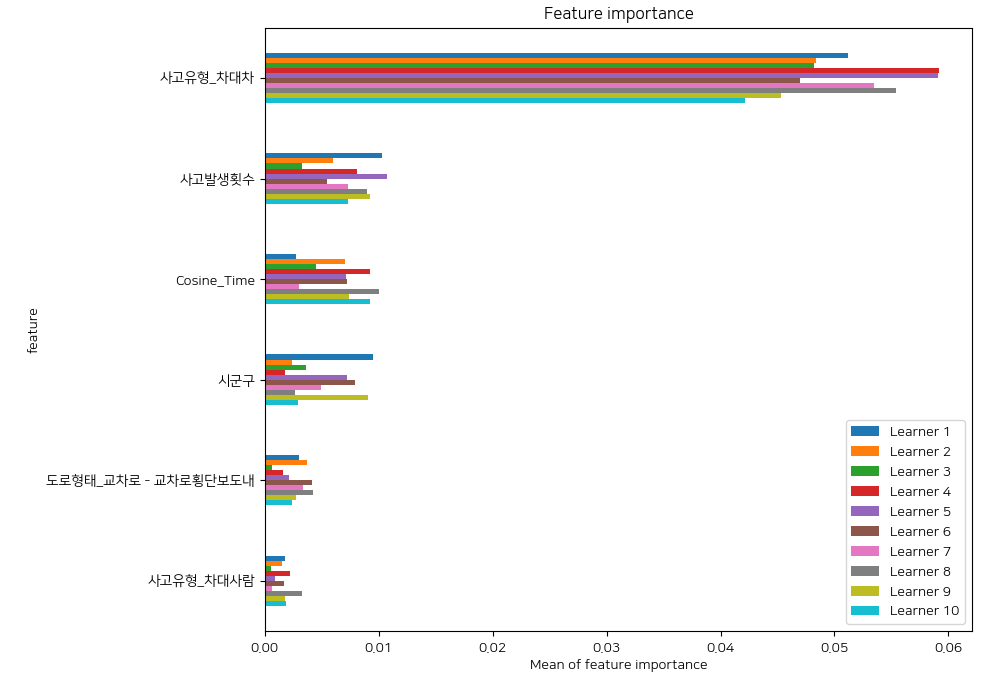 Feature importance
사고유형_차대차
사고발생횟수
Cosine_Time
시군구
도로형태_교차로 - 교차로횡단보도내
사고유형_차대사람
feature
Learner 1
Learner 2
Learner 3
Learner 4
Learner 5
Learner 6
Learner 7
Learner 8
Learner 9
Learner 10
0.00 0.01 0.02 0.03 0.04 0.05 0.06
Mean of feature importance